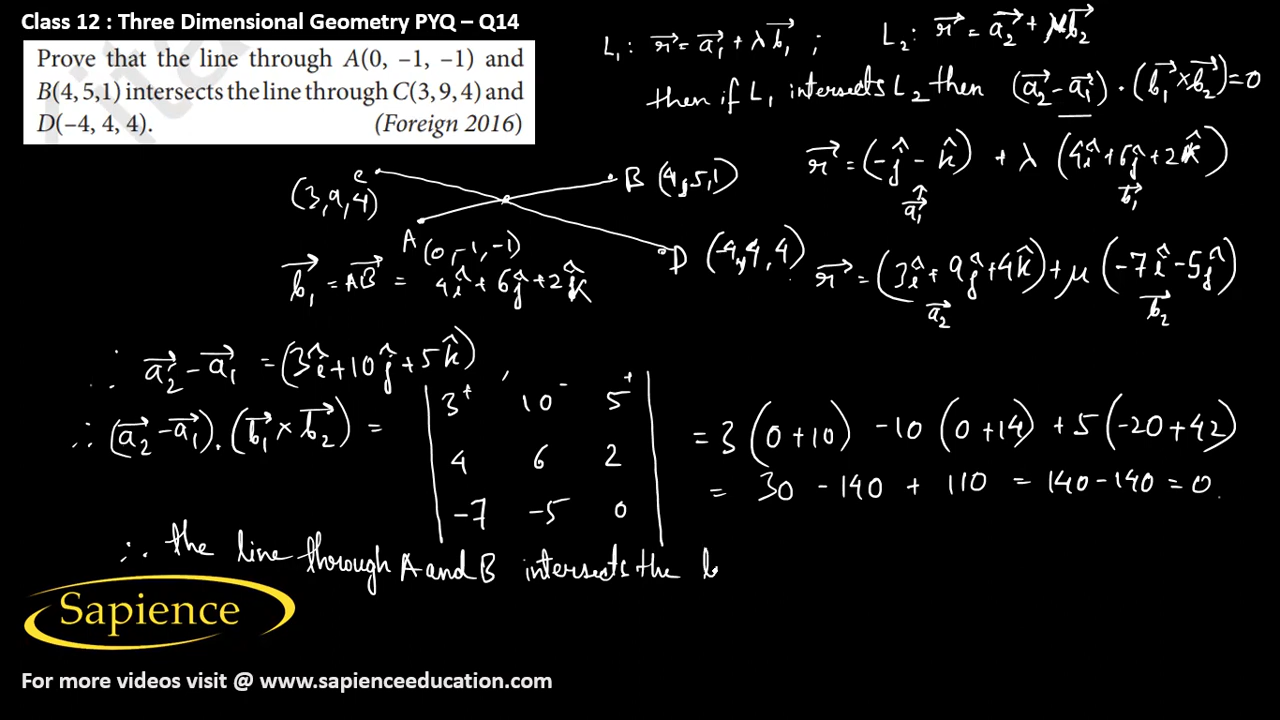 Class 12 : Three Dimensional Geometry PYQ – Q14
Prove that the line through A(0, –1, –1) and
B(4, 5, 1) intersects the line through C(3, 9, 4) and
D(–4, 4, 4). (Foreign 2016)
L₁: r⃗ = a⃗₁ + λb⃗₁ ; L₂: r⃗ = a⃗₂ + μb⃗₂
then if L₁ intersects L₂ then (a⃗₂ - a⃗₁) · (b⃗₁ × b⃗₂) = 0
r⃗ = (-ĵ - k̂) + λ (4î + 6ĵ + 2k̂)
a⃗₁ b⃗₁
C (3, 9, 4)
B (4, 5, 1)
A (0, -1, -1)
D (-4, 4, 4)
r⃗ = (3î + 9ĵ + 4k̂) + μ (-7î - 5ĵ)
a⃗₂ b⃗₂
b⃗₁ = AB⃗ = 4î + 6ĵ + 2k̂
∴ a⃗₂ - a⃗₁ = (3î + 10ĵ + 5k̂)
∴ (a⃗₂ - a⃗₁) · (b⃗₁ × b⃗₂) =
| 3⁺ 10⁻ 5⁺ |
| 4 6 2 |
| -7 -5 0 |
= 3 (0 + 10) - 10 (0 + 14) + 5 (-20 + 42)
= 30 - 140 + 110 = 140 - 140 = 0.
∴ the line through A and B intersects the l
Sapience
For more videos visit @ www.sapienceeducation.com